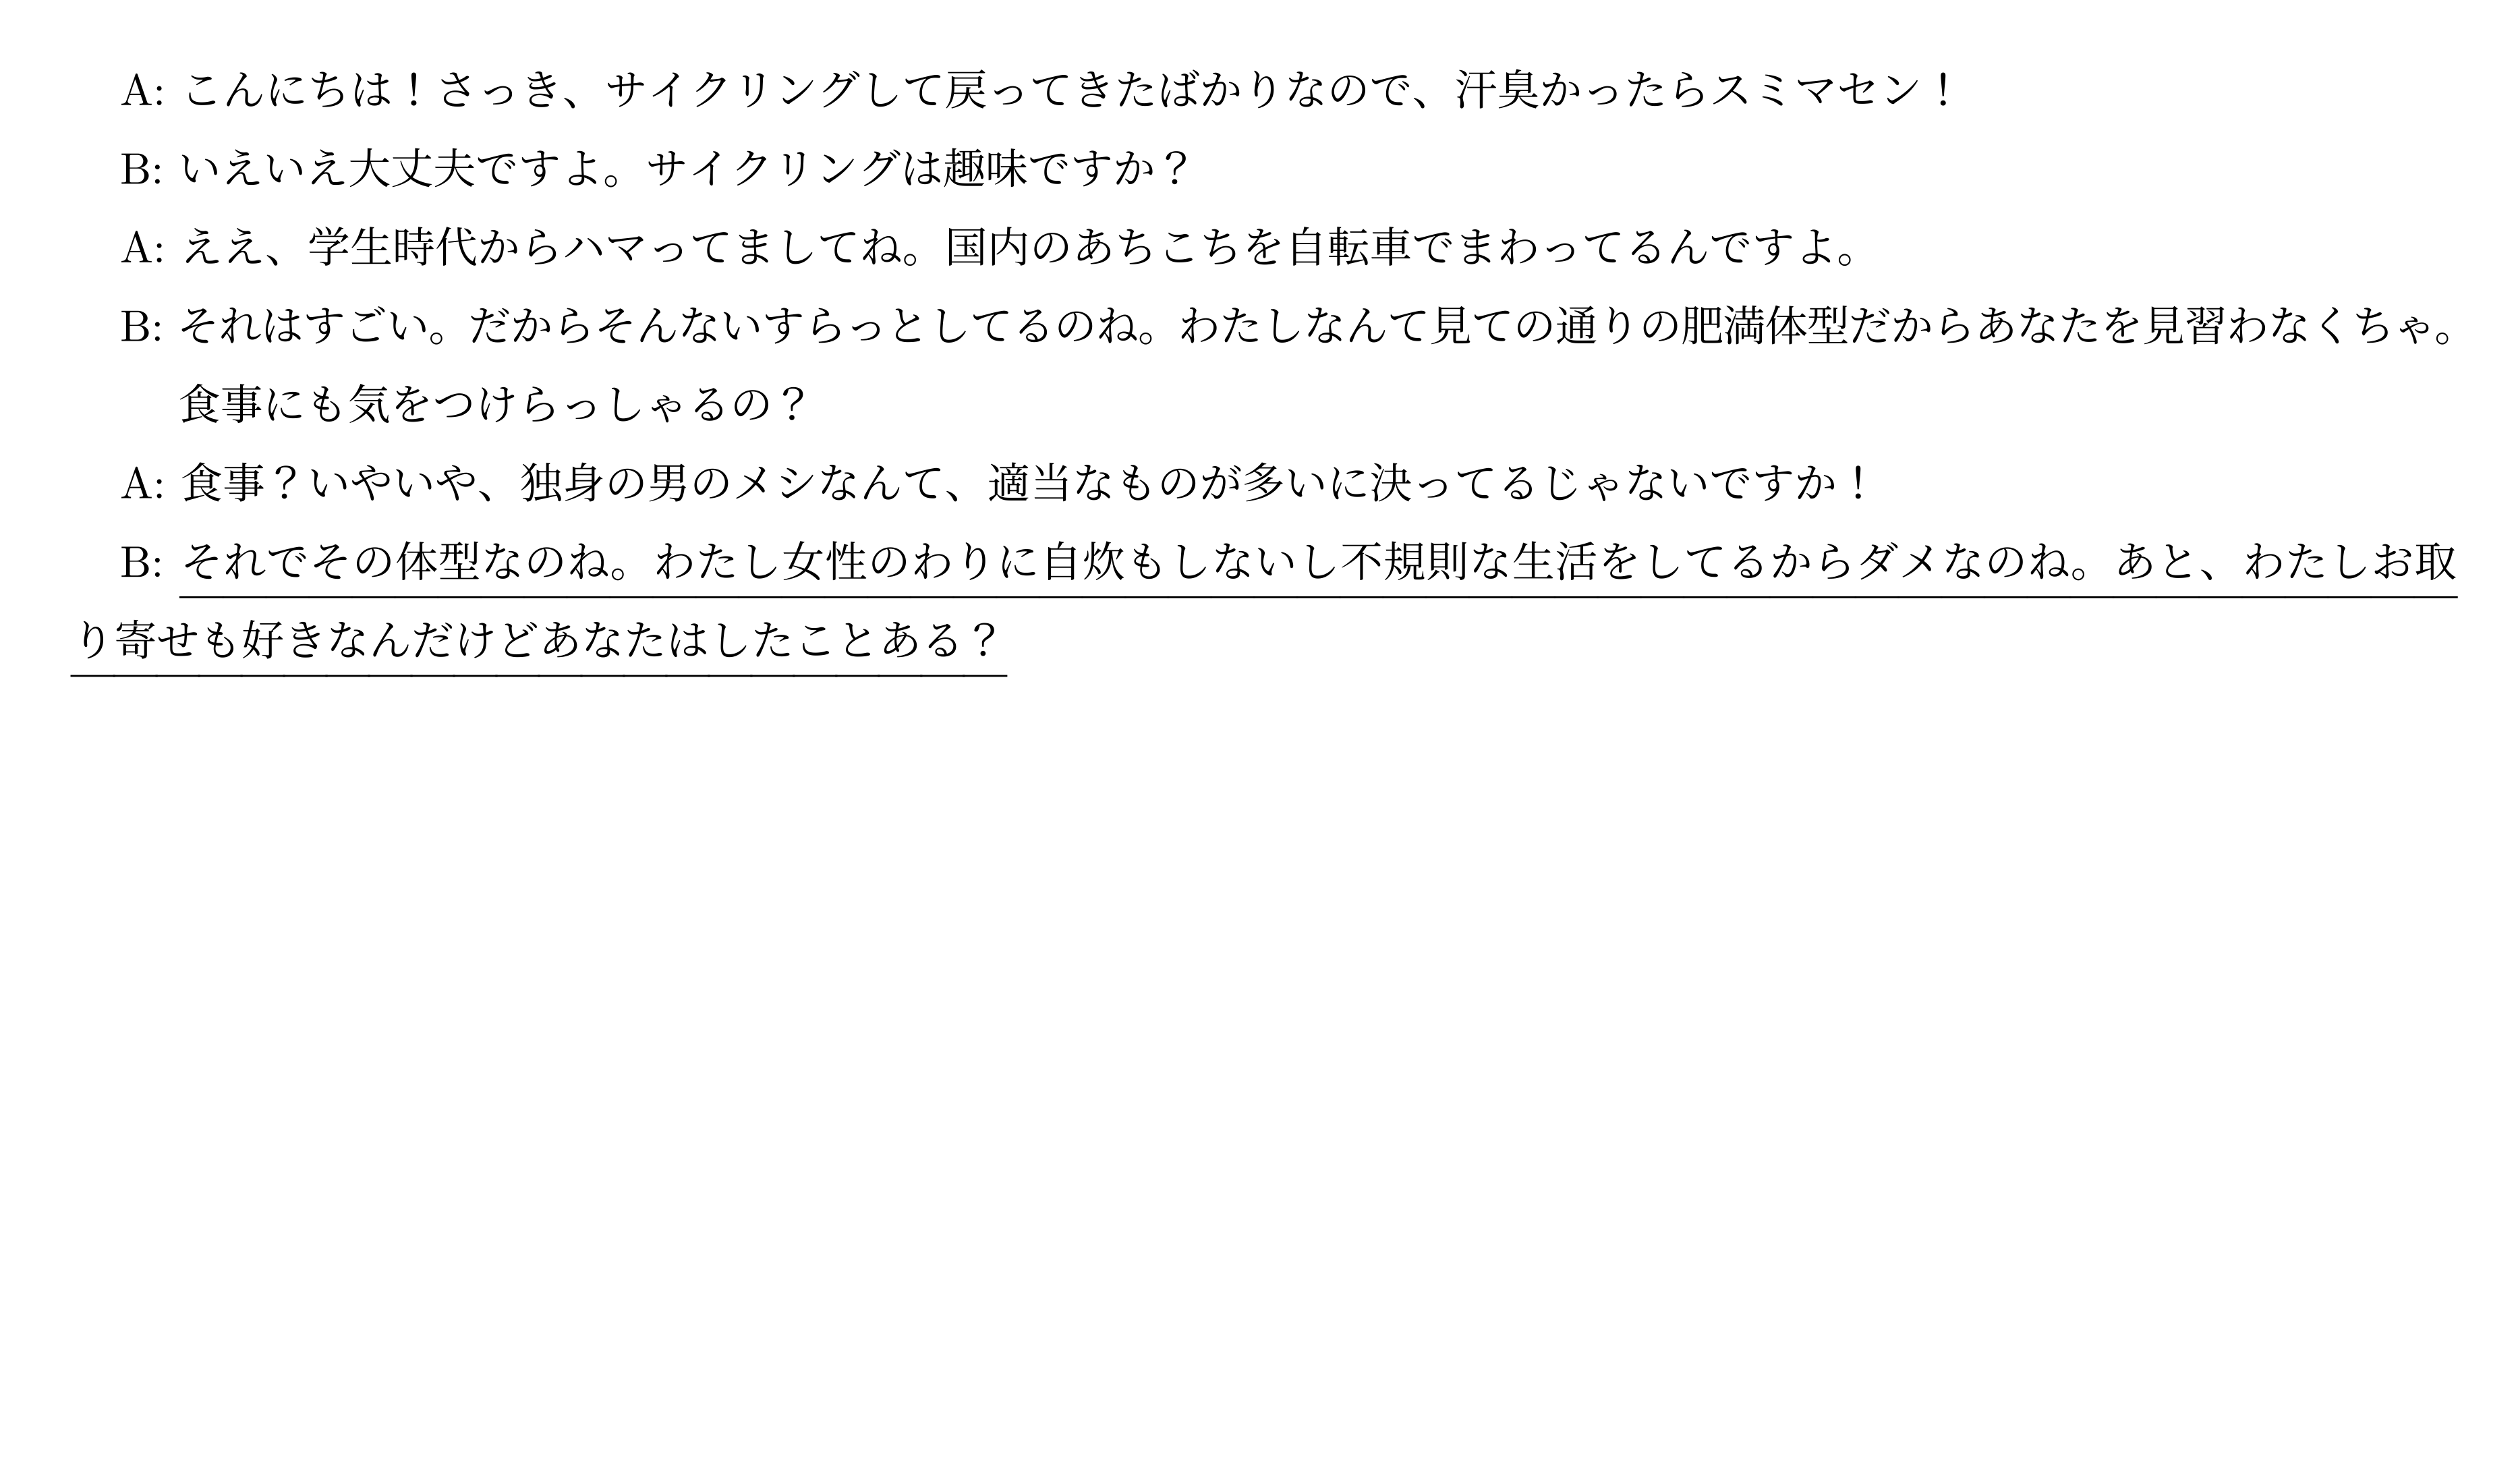 A: こんにちは！さっき、サイクリングして戻ってきたばかりなので、汗臭かったらスミマセン！
B: いえいえ大丈夫ですよ。サイクリングは趣味ですか？
A: ええ、学生時代からハマってましてね。国内のあちこちを自転車でまわってるんですよ。
B: それはすごい。だからそんないすらっとしてるのね。わたしなんて見ての通りの肥満体型だからあなたを見習わなくちゃ。
食事にも気をつけらっしゃるの？
A: 食事？いやいや、独身の男のメシなんて、適当なものが多いに決ってるじゃないですか！
B: それでその体型なのね。わたし女性のわりに自炊もしないし不規則な生活をしてるからダメなのね。あと、わたしお取
り寄せも好きなんだけどあなたはしたことある？